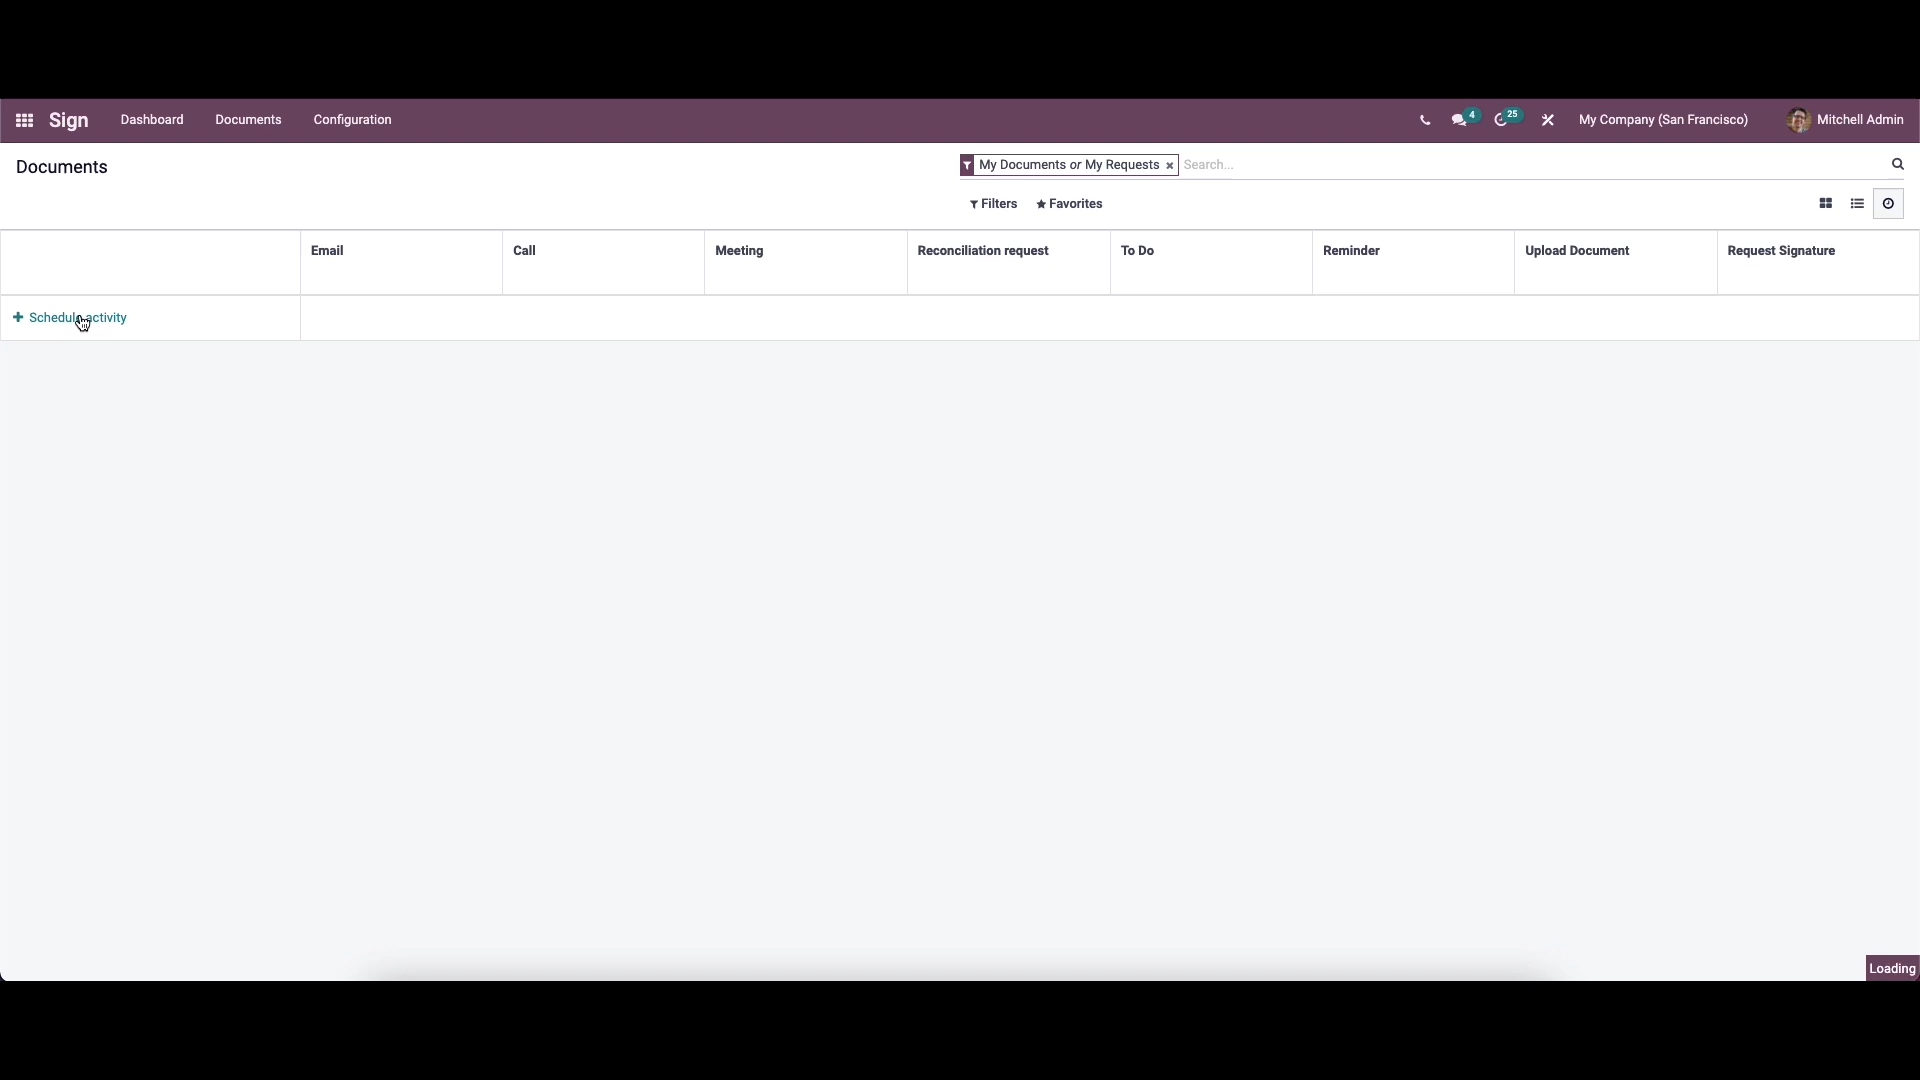 Sign Dashboard Documents Configuration 4 25 My Company (San Francisco) Mitchell Admin
Documents My Documents or My Requests Search...
Filters Favorites
Email Call Meeting Reconciliation request To Do Reminder Upload Document Request Signature
Schedule activity
Loading